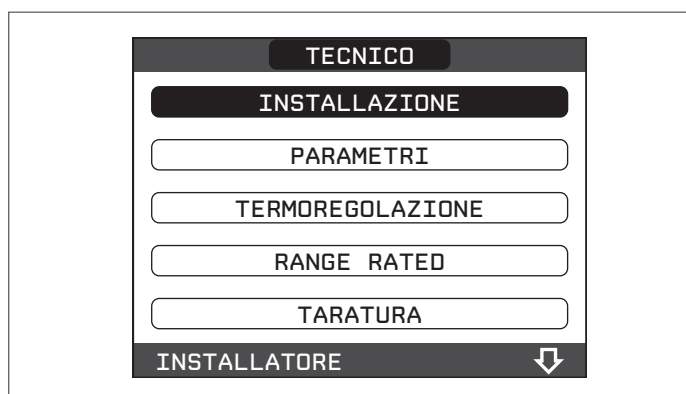 TECNICO
INSTALLAZIONE
PARAMETRI
TERMOREGOLAZIONE
RANGE RATED
TARATURA
INSTALLATORE